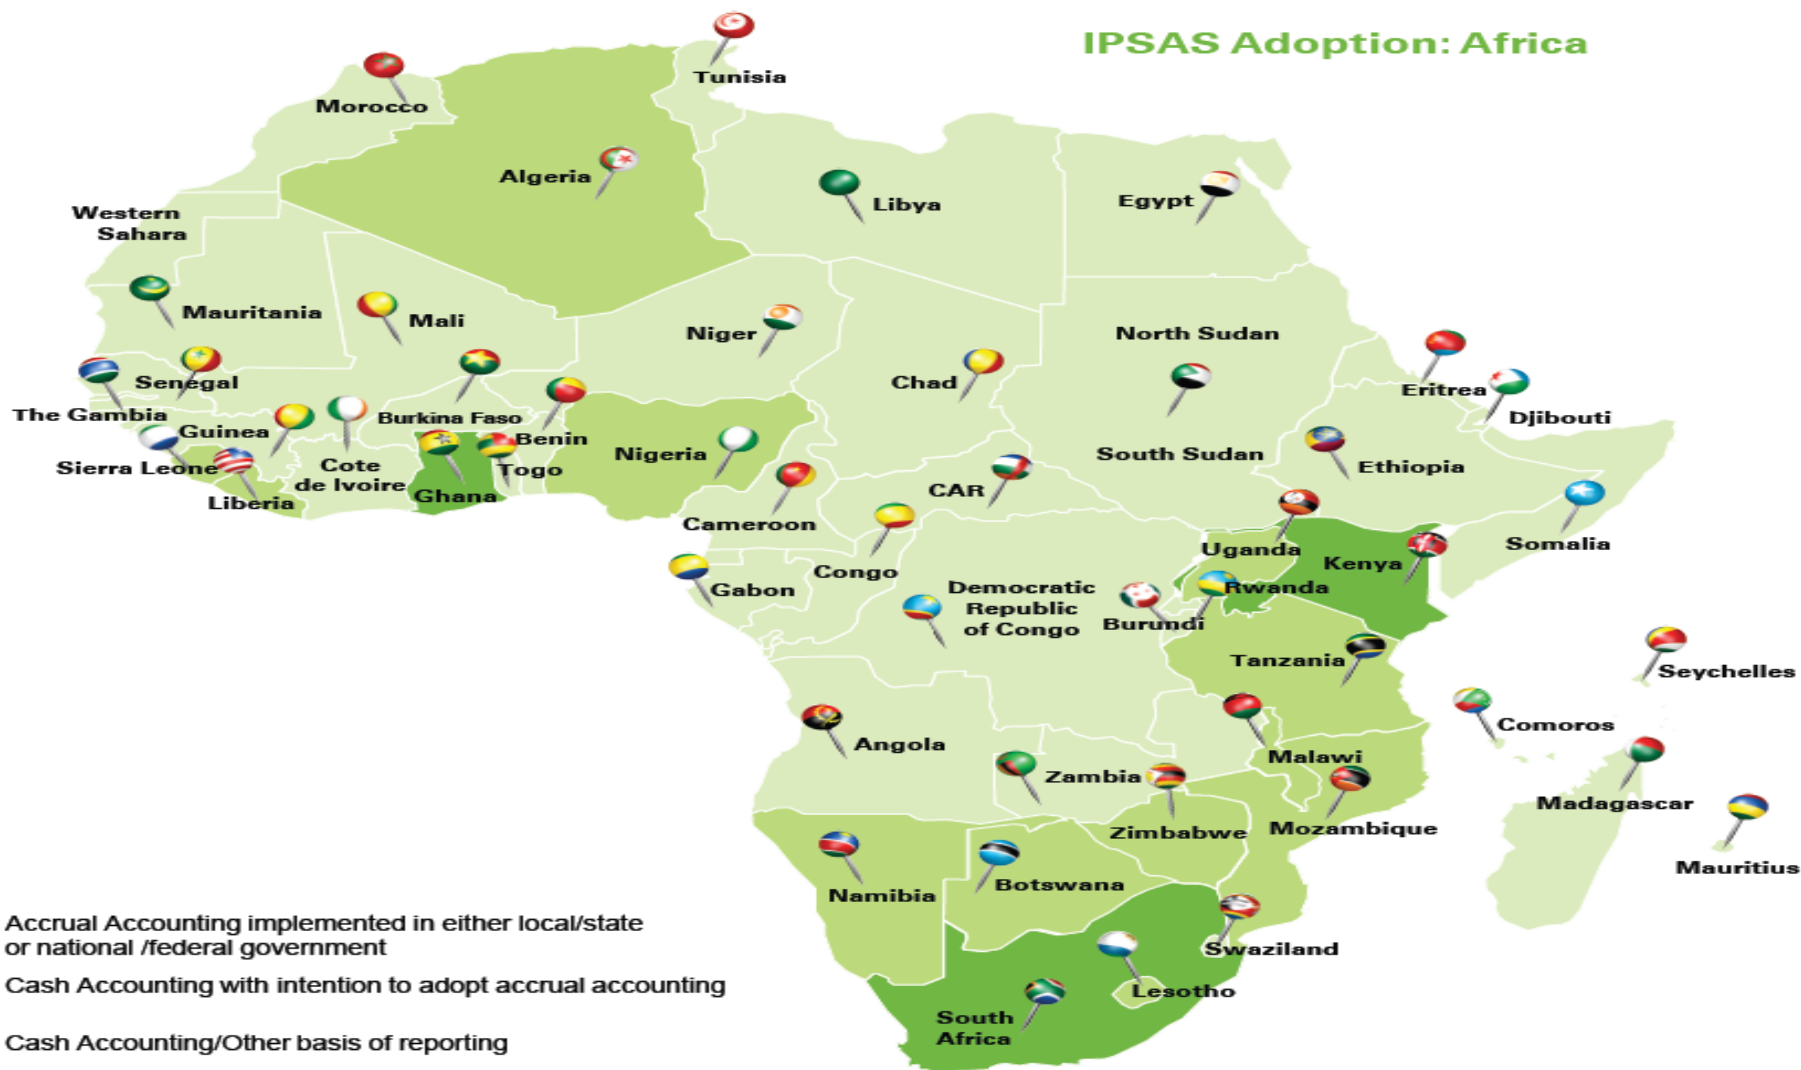 IPSAS Adoption: Africa
Tunisia
Morocco
Algeria
Libya
Egypt
Western
Sahara
Mauritania
Mali
Niger
North Sudan
Chad
Senegal
Eritrea
The Gambia
Guinea
Burkina Faso
Djibouti
Benin
Nigeria
South Sudan
Sierra Leone
Cote
de Ivoire
Togo
Ethiopia
CAR
Liberia
Ghana
Cameroon
Somalia
Uganda
Kenya
Congo
Gabon
Democratic
Republic
of Congo
Rwanda
Burundi
Tanzania
Seychelles
Comoros
Angola
Malawi
Zambia
Madagascar
Zimbabwe
Mozambique
Mauritius
Botswana
Namibia
Accrual Accounting implemented in either local/state
or national /federal government
Swaziland
Cash Accounting with intention to adopt accrual accounting
Lesotho
South
Africa
Cash Accounting/Other basis of reporting